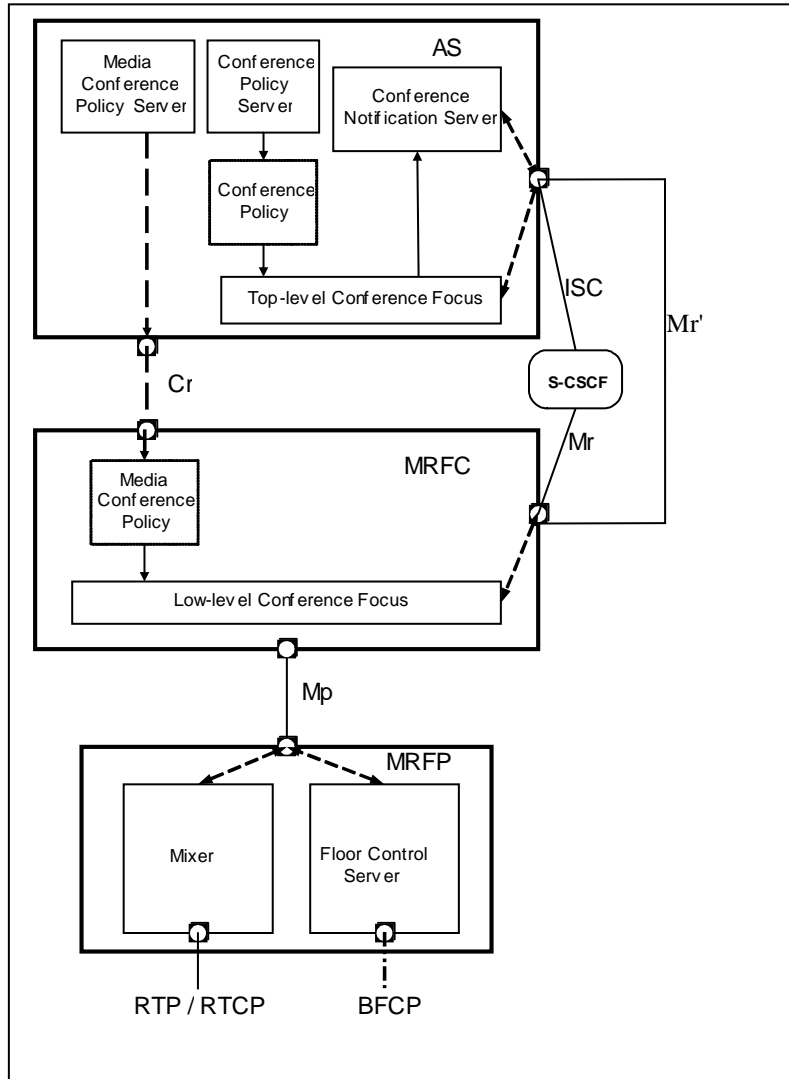 AS
Media
Conference
Policy Server
Conference
Policy
Server
Conference
Notification Server
Conference
Policy
Top-level Conference Focus
ISC
Mr'
S-CSCF
Cr
Mr
MRFC
Media
Conference
Policy
Low-level Conference Focus
Mp
MRFP
Mixer
Floor Control
Server
RTP / RTCP
BFCP